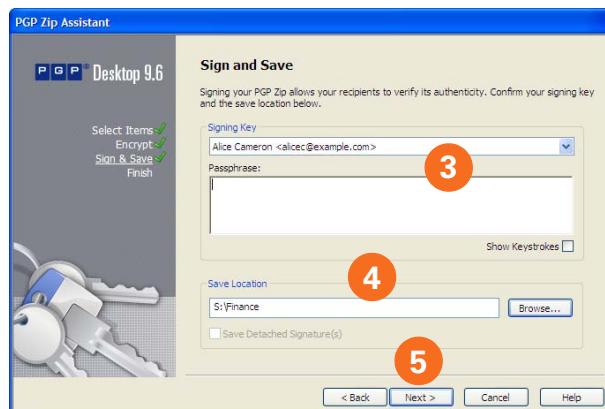 PGP Zip Assistant
PGP® Desktop 9.6
Select Items
Encrypt
Sign & Save
Finish
Sign and Save
Signing your PGP Zip allows your recipients to verify its authenticity. Confirm your signing key
and the save location below.
Signing Key
Alice Cameron <alicec@example.com>
3
Passphrase:
Show Keystrokes
4
Save Location
S:\Finance
Browse...
Save Detached Signature(s)
5
< Back
Next >
Cancel
Help